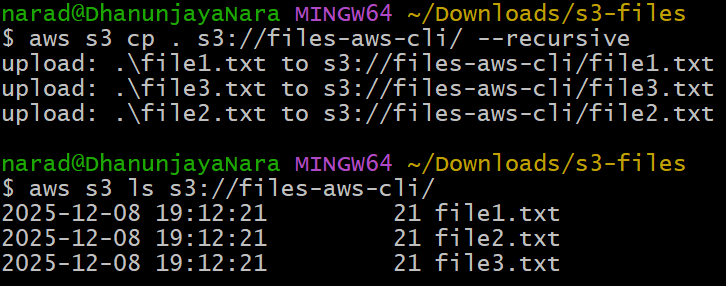 narad@DhanunjayaNara MINGW64 ~/Downloads/s3-files
$ aws s3 cp . s3://files-aws-cli/ --recursive
upload: .\file1.txt to s3://files-aws-cli/file1.txt
upload: .\file3.txt to s3://files-aws-cli/file3.txt
upload: .\file2.txt to s3://files-aws-cli/file2.txt
narad@DhanunjayaNara MINGW64 ~/Downloads/s3-files
$ aws s3 ls s3://files-aws-cli/
2025-12-08 19:12:21         21 file1.txt
2025-12-08 19:12:21         21 file2.txt
2025-12-08 19:12:21         21 file3.txt